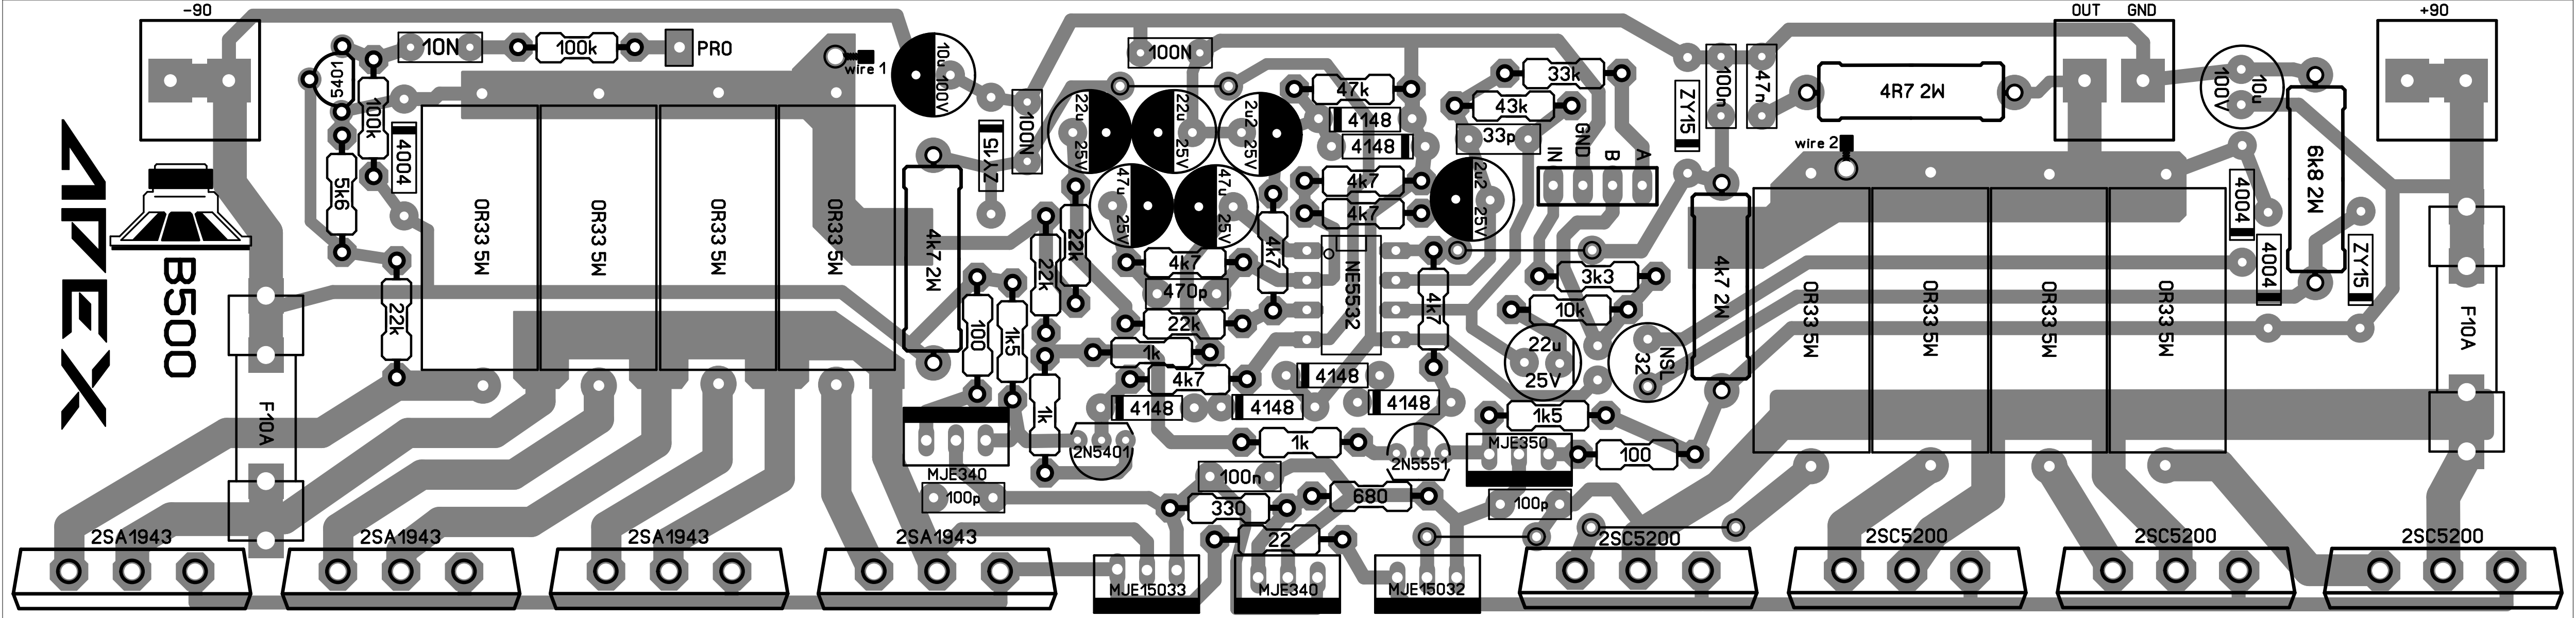 -90
OUT
GND
+90
5401
10N
100k
PRO
wire 1
10u
100V
100N
33k
47k
43k
4148
4148
33p
IN
GND
B
A
ZY15
100n
47n
4R7 2W
wire 2
100V
10u
6k8 2W
100k
4004
5k6
22k
0R33 5W
0R33 5W
0R33 5W
0R33 5W
ZY15
100N
22u
25V
22u
25V
2u2
25V
47u
25V
47u
25V
4k7
4k7
2u2
25V
4k7 2W
22k
22k
4k7
4k7
470p
22k
1k
4k7
NE5532
4k7
3k3
10k
22u
25V
NSL
32
4k7 2W
0R33 5W
0R33 5W
0R33 5W
0R33 5W
4004
4004
ZY15
F10A
APEX
B500
F10A
100
1k5
1k
4148
4148
4148
4148
1k5
1k
MJE340
2N5401
2N5551
MJE350
100
100p
100n
680
330
100p
22
2SA1943
2SA1943
2SA1943
2SA1943
MJE15033
MJE340
MJE15032
2SC5200
2SC5200
2SC5200
2SC5200